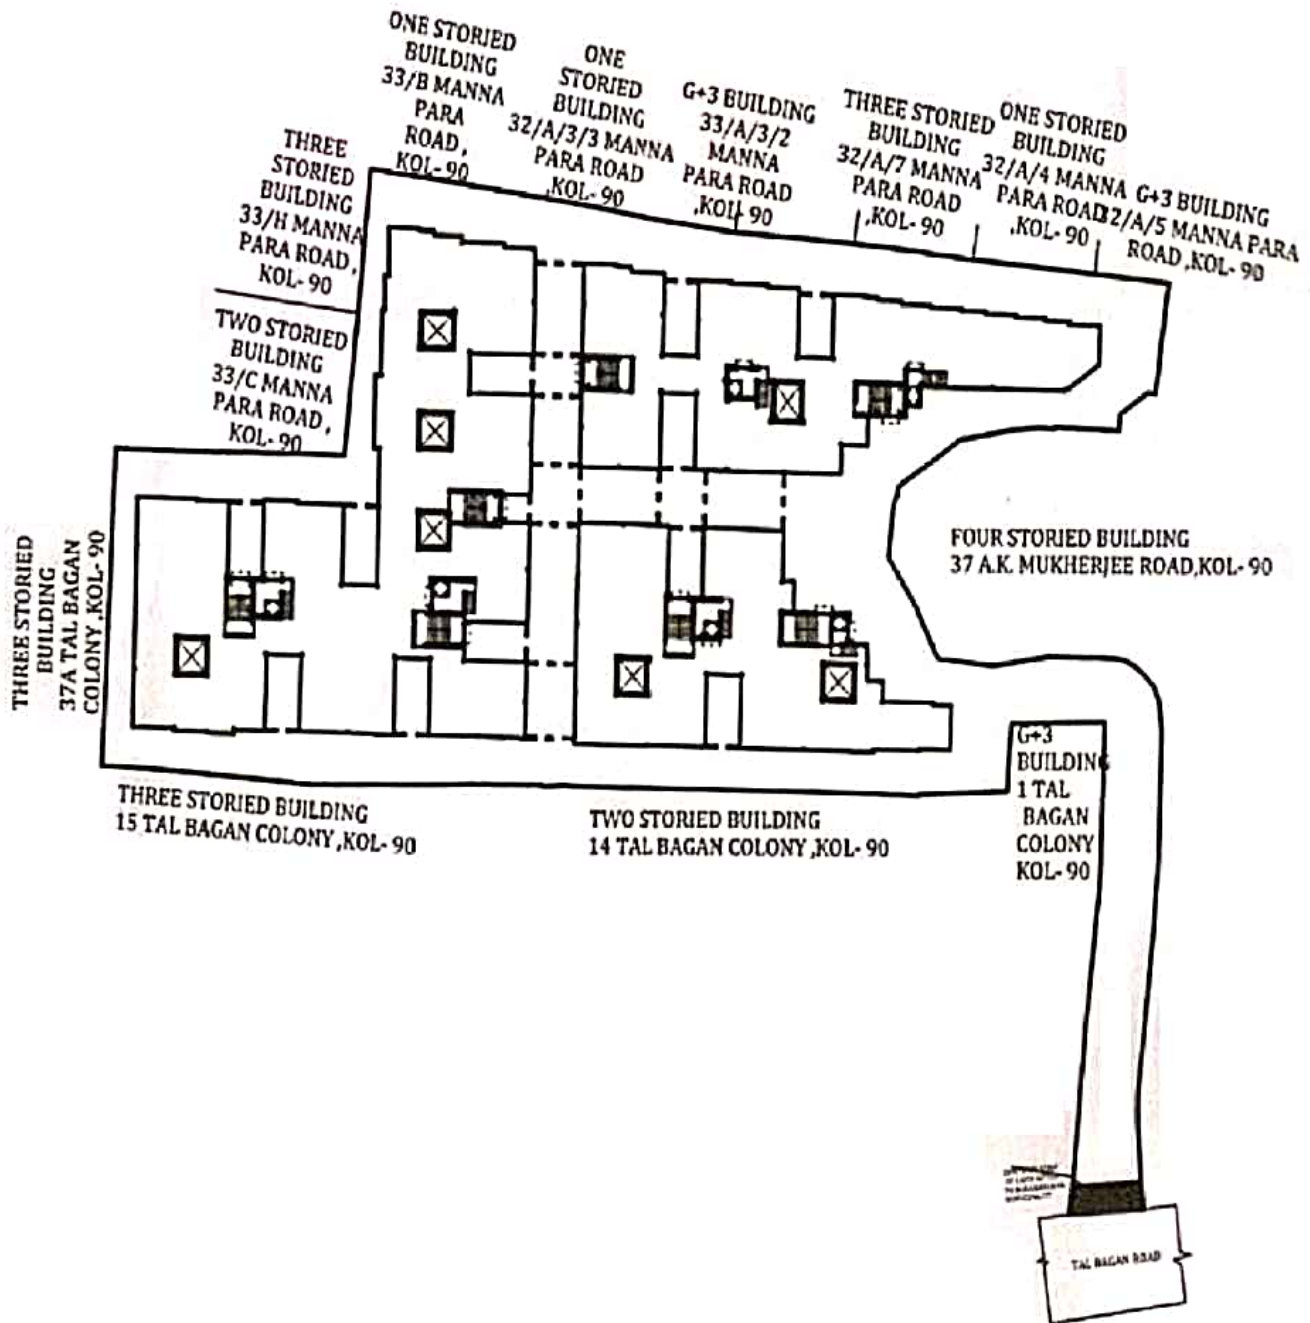 ONE STORIED
BUILDING
33/B MANNA
PARA
ROAD,
KOL- 90
ONE
STORIED
BUILDING
32/A/3/3 MANNA
PARA ROAD
,KOL- 90
G+3 BUILDING
33/A/3/2
MANNA
PARA ROAD
,KOL- 90
THREE STORIED
BUILDING
32/A/7 MANNA
PARA ROAD
,KOL- 90
ONE STORIED
BUILDING
32/A/4 MANNA
PARA ROAD
,KOL- 90
G+3 BUILDING
32/A/5 MANNA PARA
ROAD ,KOL- 90
THREE
STORIED
BUILDING
33/H MANNA
PARA ROAD,
KOL- 90
TWO STORIED
BUILDING
33/C MANNA
PARA ROAD,
KOL- 90
THREE STORIED
BUILDING
37A TAL BAGAN
COLONY ,KOL- 90
FOUR STORIED BUILDING
37 A.K. MUKHERJEE ROAD,KOL- 90
G+3
BUILDING
1 TAL
BAGAN
COLONY
KOL- 90
THREE STORIED BUILDING
15 TAL BAGAN COLONY ,KOL- 90
TWO STORIED BUILDING
14 TAL BAGAN COLONY ,KOL- 90
TAL BAGAN ROAD